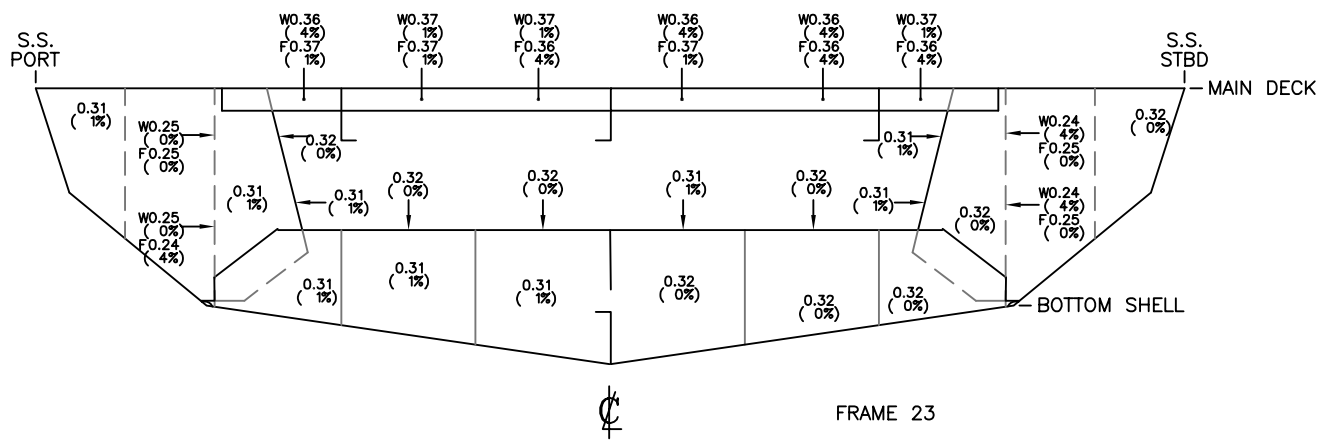 W0.36
( 4%)
F0.37
( 1%)
W0.37
( 1%)
F0.37
( 1%)
W0.37
( 1%)
F0.36
( 4%)
W0.36
( 4%)
F0.37
( 1%)
W0.36
( 4%)
F0.36
( 4%)
W0.37
( 1%)
F0.36
( 4%)
S.S.
PORT
S.S.
STBD
MAIN DECK
0.31
( 1%)
W0.25
( 0%)
F0.25
( 0%)
0.32
( 0%)
0.31
( 1%)
W0.24
( 4%)
F0.25
( 0%)
0.32
( 0%)
0.31
( 1%)
0.31
( 1%)
0.32
( 0%)
0.32
( 0%)
0.31
( 1%)
0.32
( 0%)
0.31
( 1%)
0.32
( 0%)
W0.24
( 4%)
F0.25
( 0%)
W0.25
( 0%)
F0.24
( 4%)
0.31
( 1%)
0.31
( 1%)
0.31
( 1%)
0.32
( 0%)
0.32
( 0%)
0.32
( 0%)
BOTTOM SHELL
℄
FRAME 23